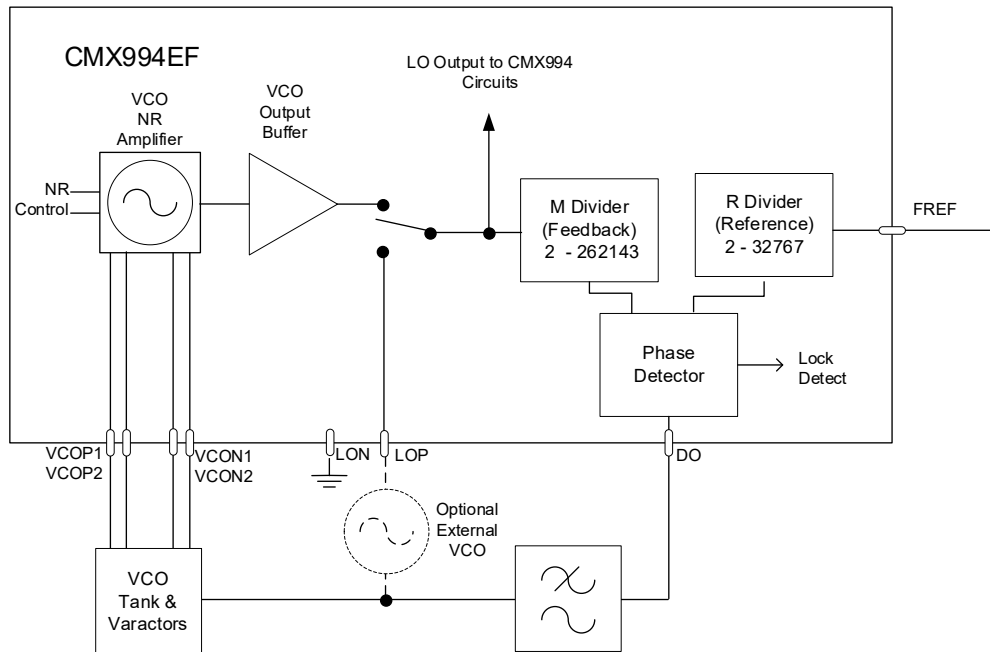 CMX994EF
LO Output to CMX994
Circuits
VCO
NR
Amplifier
VCO
Output
Buffer
NR
Control
M Divider
(Feedback)
2 - 262143
R Divider
(Reference)
2 - 32767
FREF
Phase
Detector
Lock
Detect
VCOP1
VCOP2
VCON1
VCON2
LON
LOP
DO
Optional
External
VCO
VCO
Tank &
Varactors